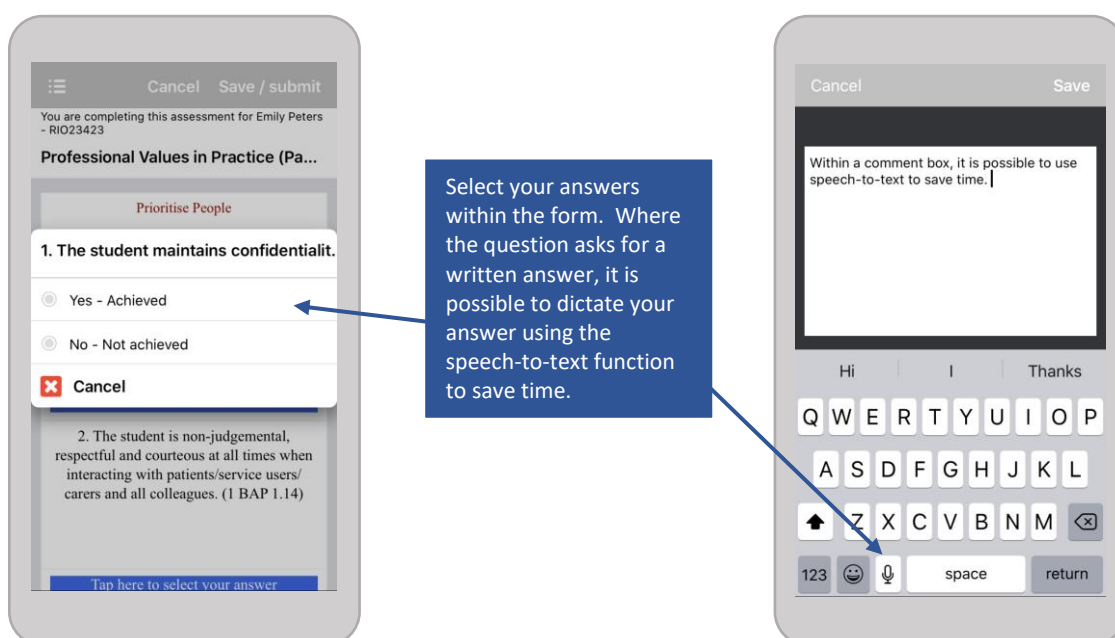 Cancel Save / submit
You are completing this assessment for Emily Peters
- RIO23423
Professional Values in Practice (Pa...
Prioritise People
1. The student maintains confidentialit.
Yes - Achieved
No - Not achieved
Cancel
2. The student is non-judgemental,
respectful and courteous at all times when
interacting with patients/service users/
carers and all colleagues. (1 BAP 1.14)
Tap here to select your answer
Select your answers
within the form. Where
the question asks for a
written answer, it is
possible to dictate your
answer using the
speech-to-text function
to save time.
Cancel Save
Within a comment box, it is possible to use
speech-to-text to save time.
Hi I Thanks
Q W E R T Y U I O P
A S D F G H J K L
Z X C V B N M
123 space return